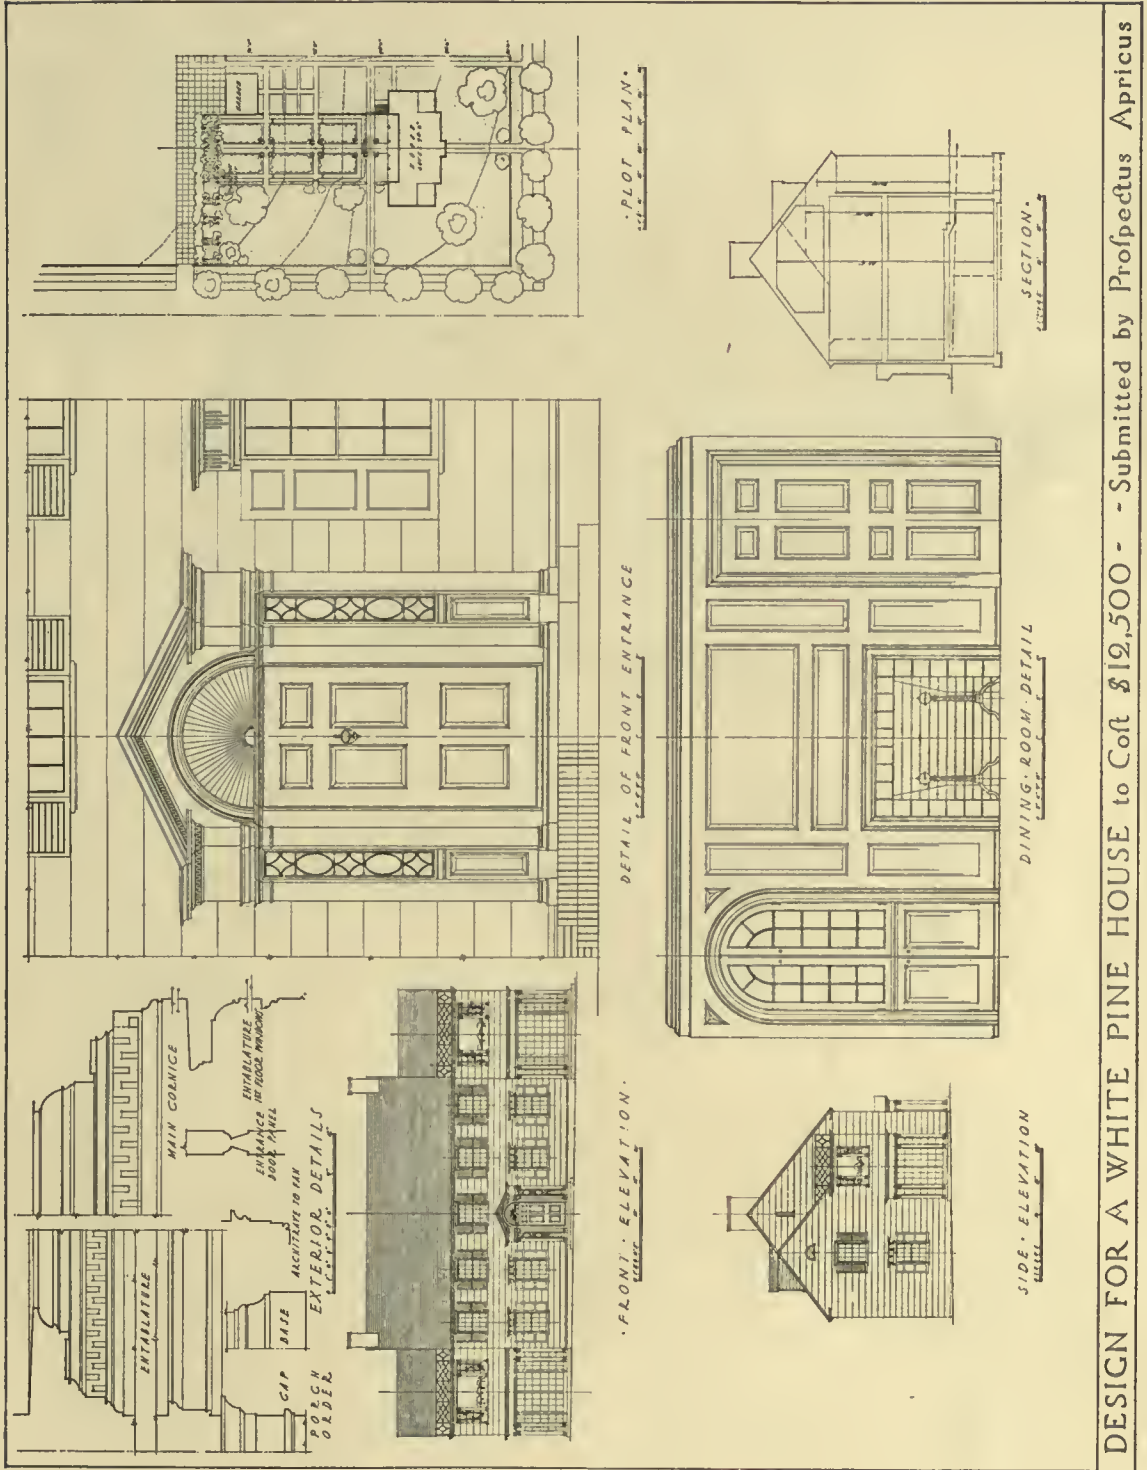 ENTABLATURE
CAP
BASE
PORCH
ORDER
ARCHITRAVE TO FAN
MAIN CORNICE
ENTRANCE
DOOR PANEL
ENTABLATURE
1ST FLOOR WINDOWS
EXTERIOR DETAILS
DETAIL OF FRONT ENTRANCE
·PLOT PLAN·
·FRONT·ELEVATION·
DINING·ROOM·DETAIL
SECTION·
SIDE·ELEVATION
DESIGN FOR A WHITE PINE HOUSE to Coſt $12,500 - - Submitted by Proſpectus Apricus